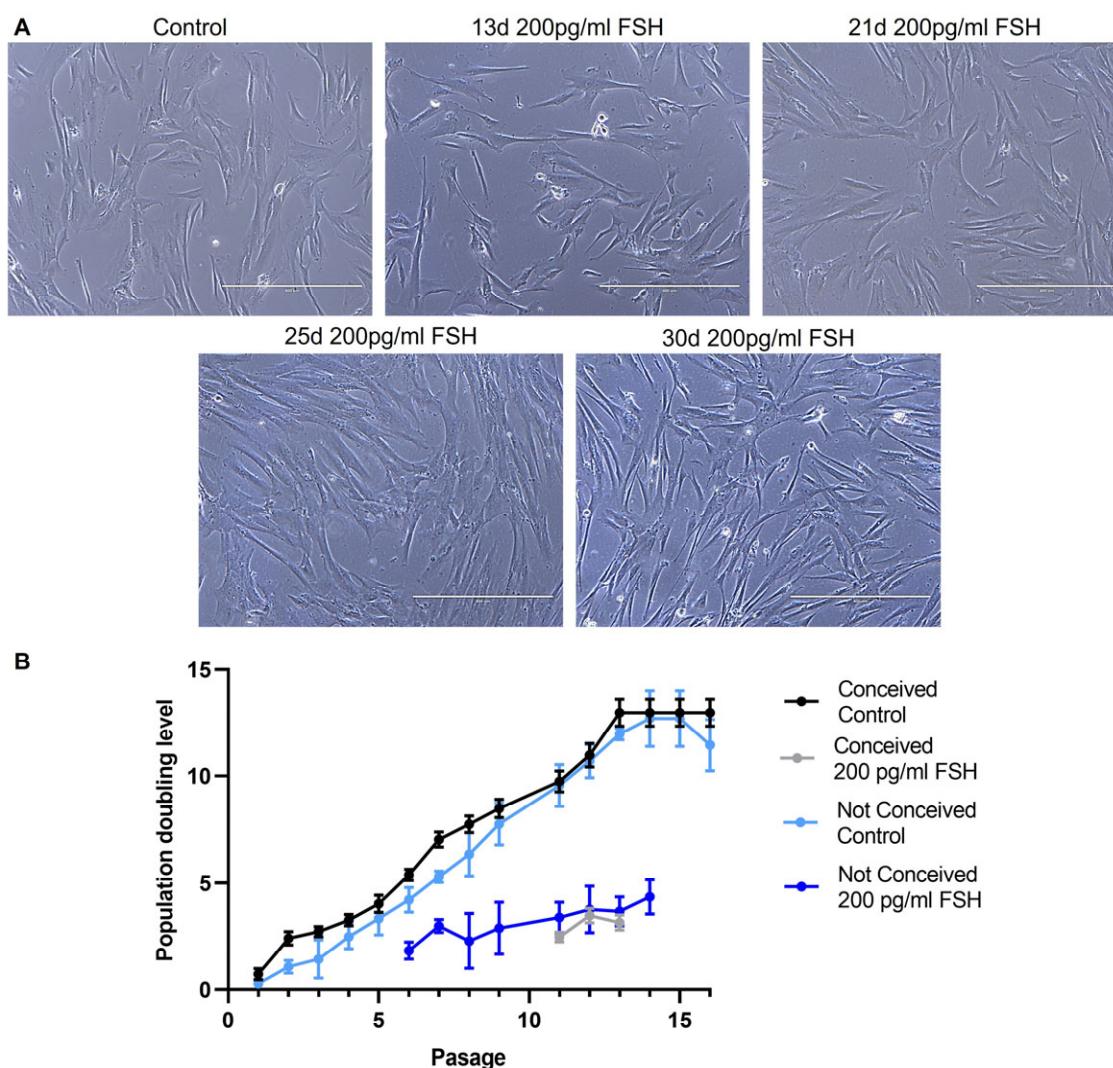 A
Control
13d 200pg/ml FSH
21d 200pg/ml FSH
25d 200pg/ml FSH
30d 200pg/ml FSH
B
Population doubling level
15
10
5
0
0
5
10
15
Pasage
Conceived
Control
Conceived
200 pg/ml FSH
Not Conceived
Control
Not Conceived
200 pg/ml FSH